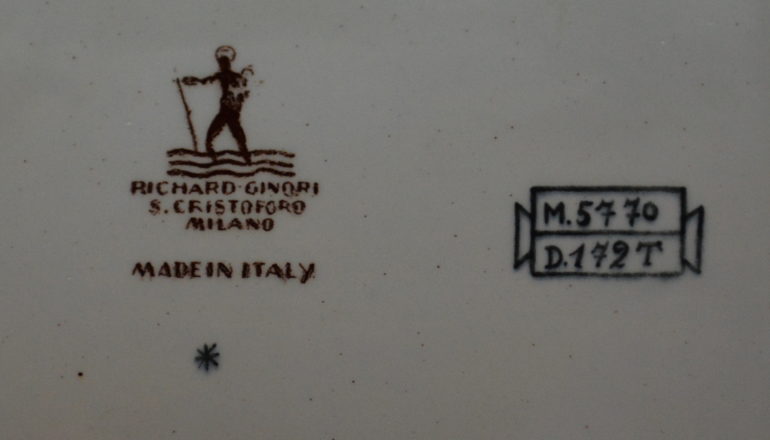 RICHARD-GINORI
S. CRISTOFORO
MILANO
MADE IN ITALY
*
M. 5770
D. 172 T